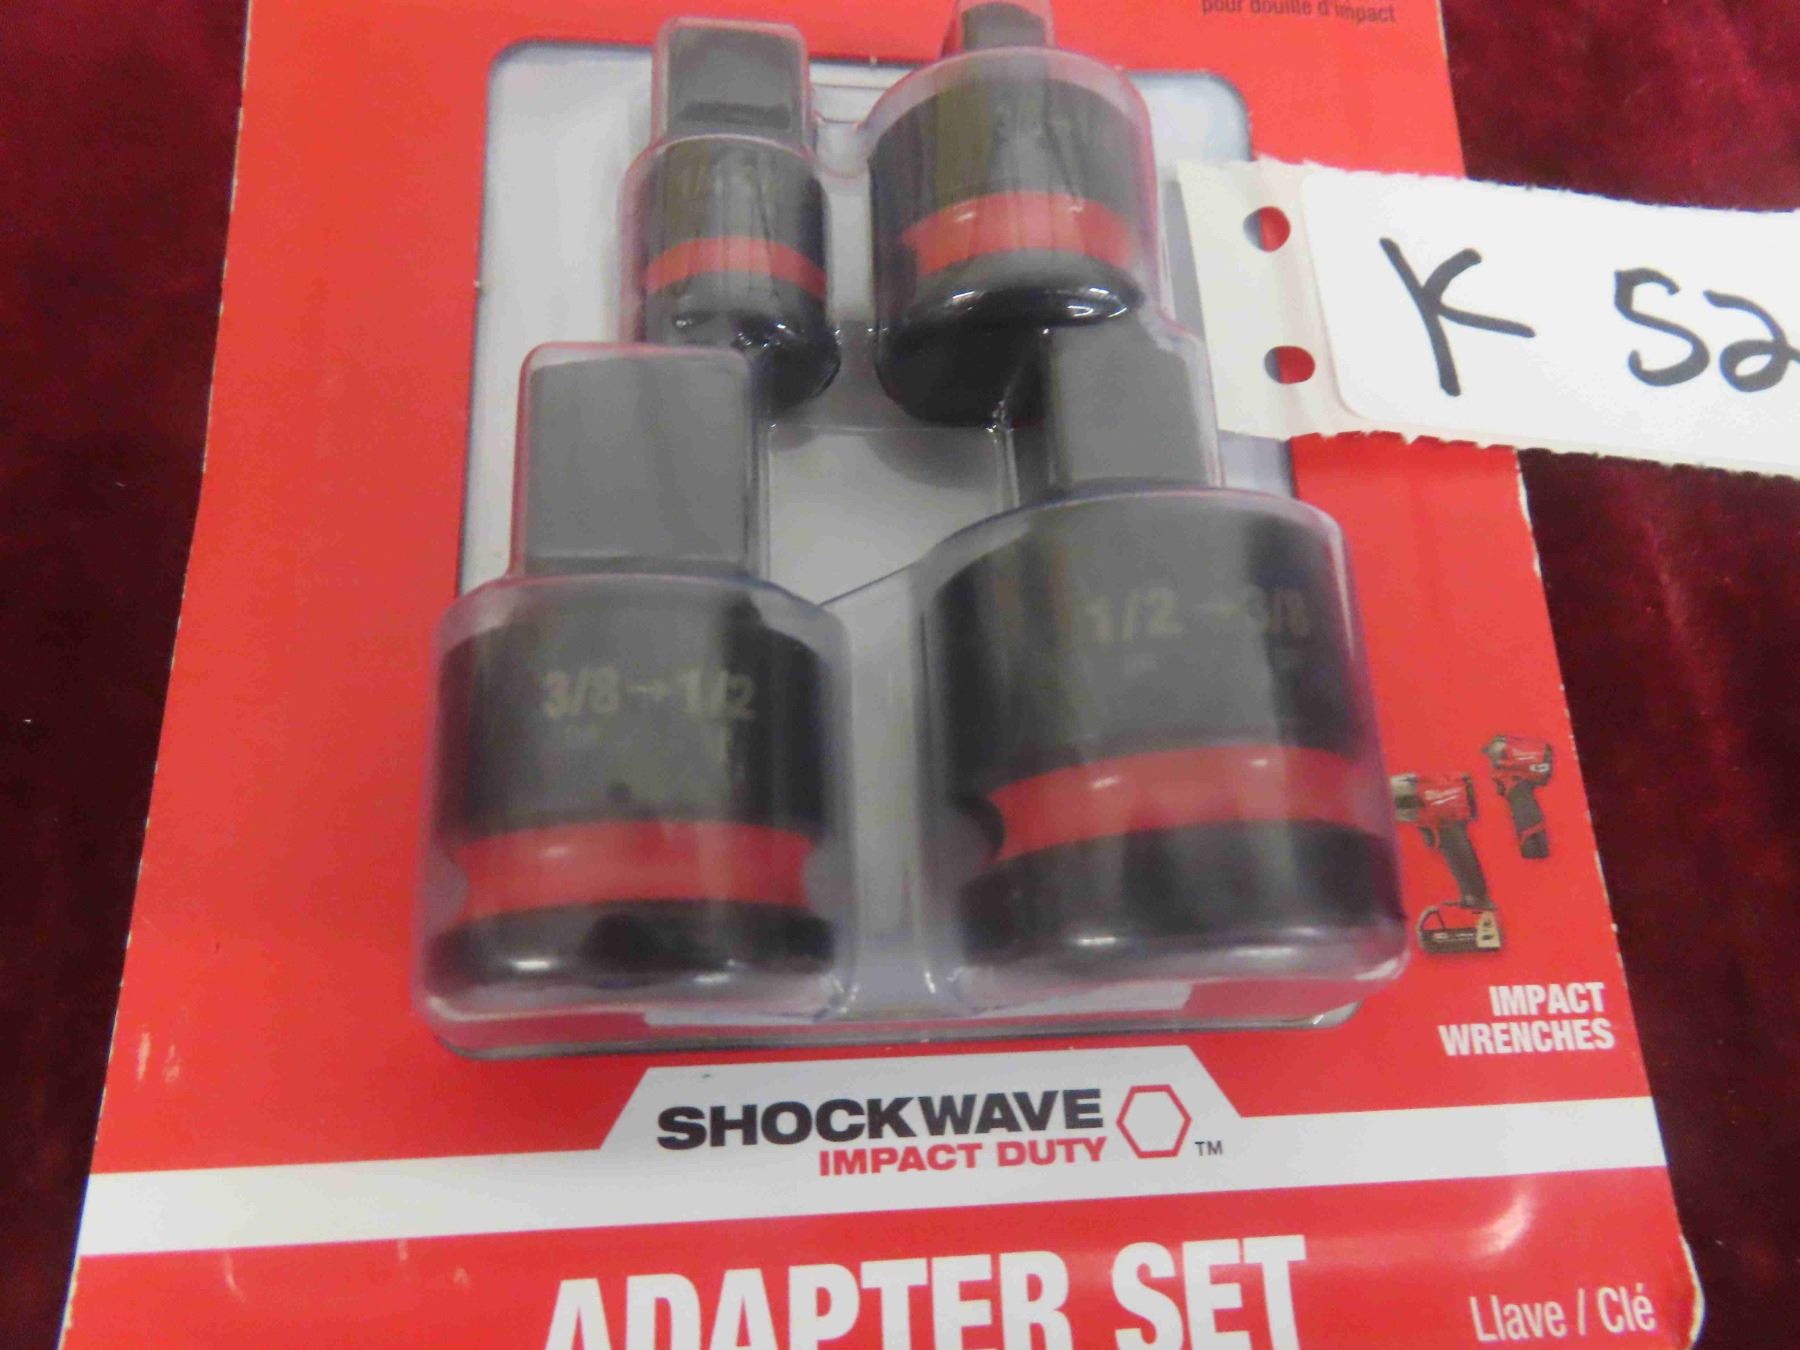 pour douille d'impact
K 52
3/8→1/2
1/2→3/8
IMPACT
WRENCHES
SHOCKWAVE
IMPACT DUTY ™
ADAPTER SET
Llave / Clé